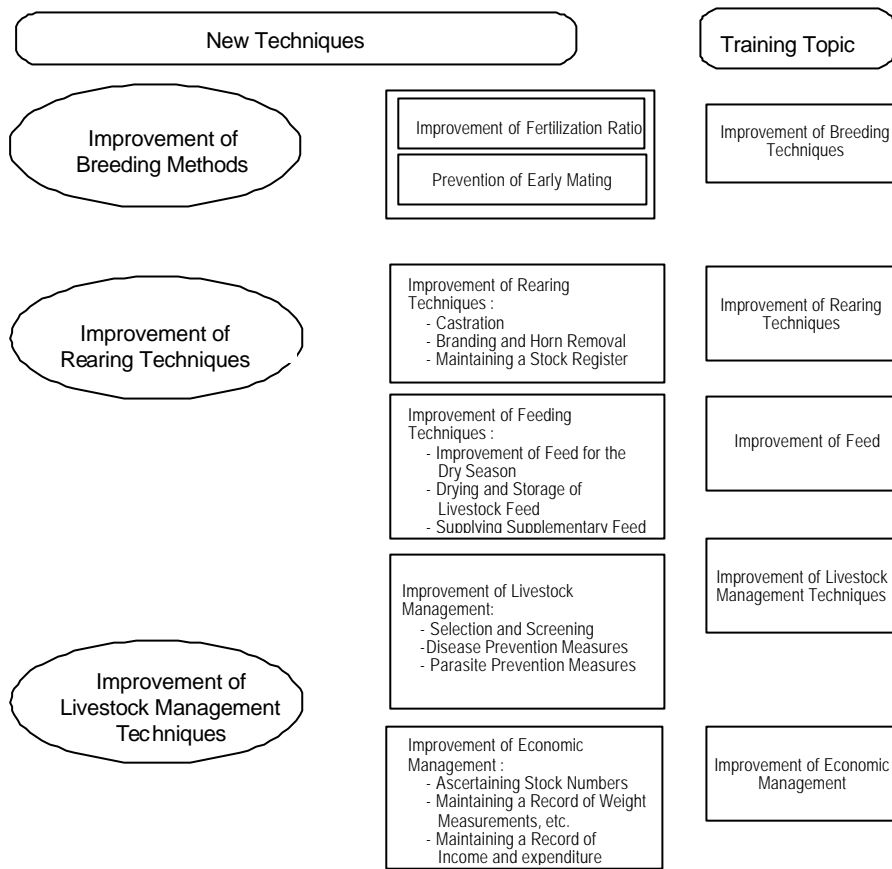 New Techniques
Training Topic
Improvement of
Breeding Methods
Improvement of Fertilization Ratio
Prevention of Early Mating
Improvement of Breeding
Techniques
Improvement of
Rearing Techniques
Improvement of Rearing
Techniques :
- Castration
- Branding and Horn Removal
- Maintaining a Stock Register
Improvement of Rearing
Techniques
Improvement of Feeding
Techniques :
- Improvement of Feed for the
Dry Season
- Drying and Storage of
Livestock Feed
- Supplying Supplementary Feed
Improvement of Feed
Improvement of
Livestock Management
Techniques
Improvement of Livestock
Management:
- Selection and Screening
-Disease Prevention Measures
- Parasite Prevention Measures
Improvement of Livestock
Management Techniques
Improvement of Economic
Management :
- Ascertaining Stock Numbers
- Maintaining a Record of Weight
Measurements, etc.
- Maintaining a Record of
Income and expenditure
Improvement of Economic
Management